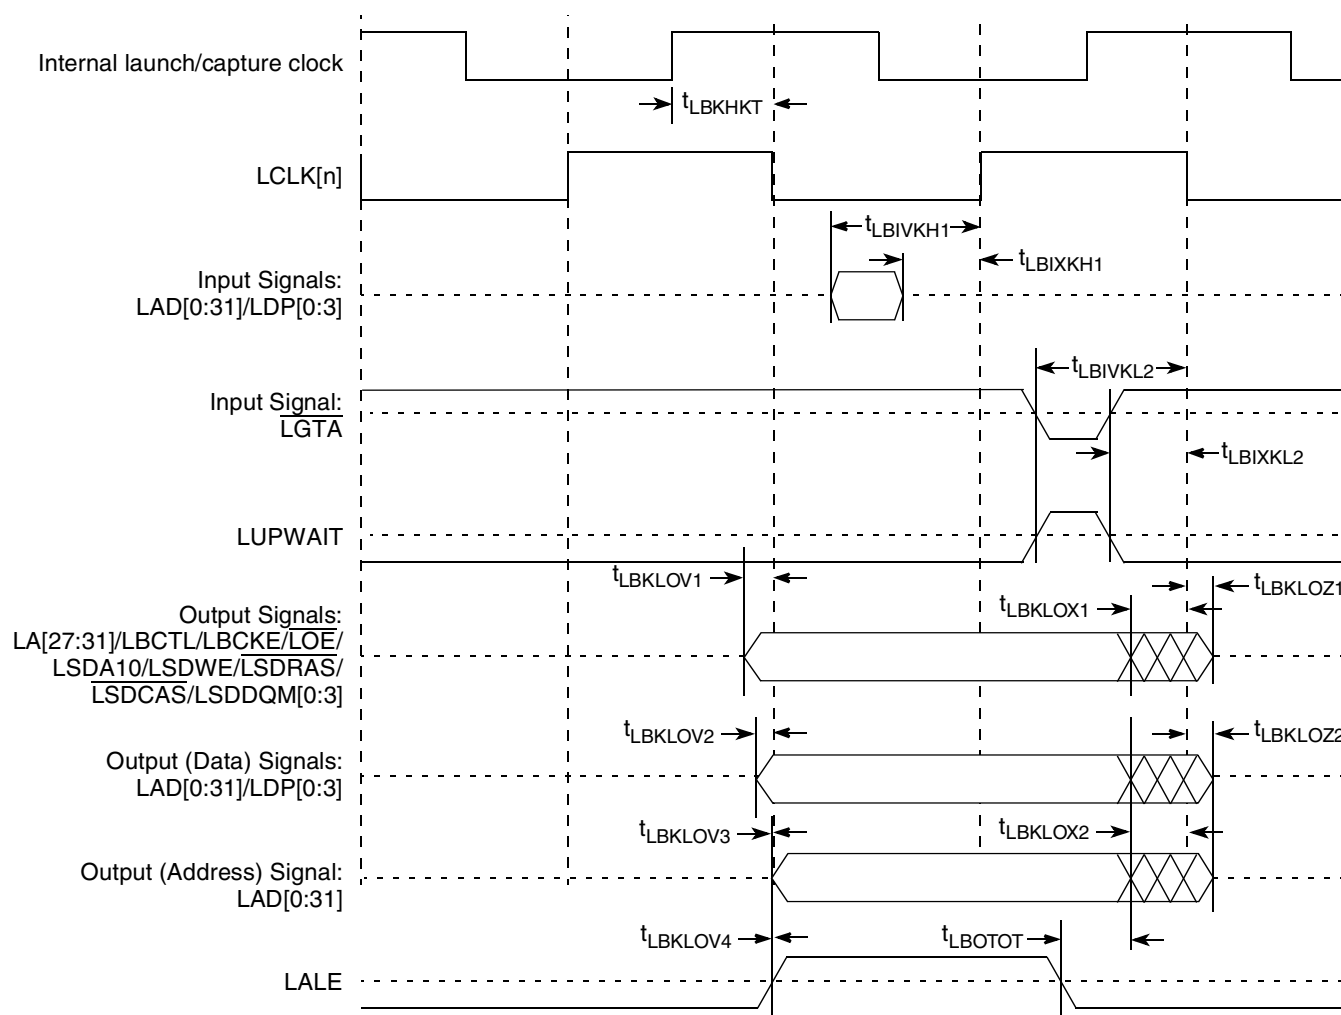 Internal launch/capture clock
tLBKHKT
LCLK[n]
tLBIVKH1
tLBIXKH1
Input Signals:
LAD[0:31]/LDP[0:3]
tLBIVKL2
Input Signal:
LGTA
tLBIXKL2
LUPWAIT
tLBKLOV1
tLBKLOZ1
tLBKLOX1
Output Signals:
LA[27:31]/LBCTL/LBCKE/LOE/
LSDA10/LSDWE/LSDRAS/
LSDCAS/LSDDQM[0:3]
tLBKLOV2
tLBKLOZ2
Output (Data) Signals:
LAD[0:31]/LDP[0:3]
tLBKLOV3
tLBKLOX2
Output (Address) Signal:
LAD[0:31]
tLBKLOV4
tLBOTOT
LALE